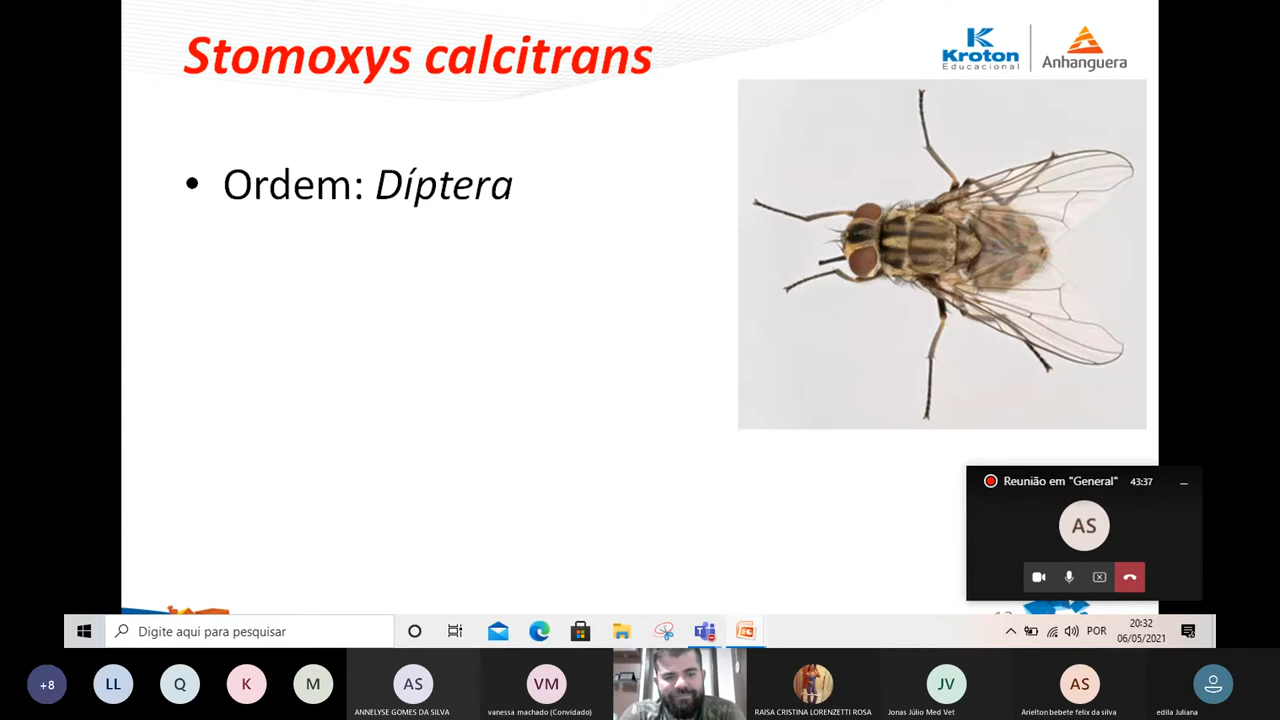 Stomoxys calcitrans
Kroton
Educacional
Anhanguera
• Ordem: Díptera
Reunião em "General" 43:37
AS
Digite aqui para pesquisar
POR
20:32
06/05/2021
+8
LL
Q
K
M
AS
ANNELYSE GOMES DA SILVA
VM
vanessa machado (Convidado)
RAISA CRISTINA LORENZETTI ROSA
JV
Jonas Júlio Med Vet
AS
Arielton bebete felix da silva
edila Juliana